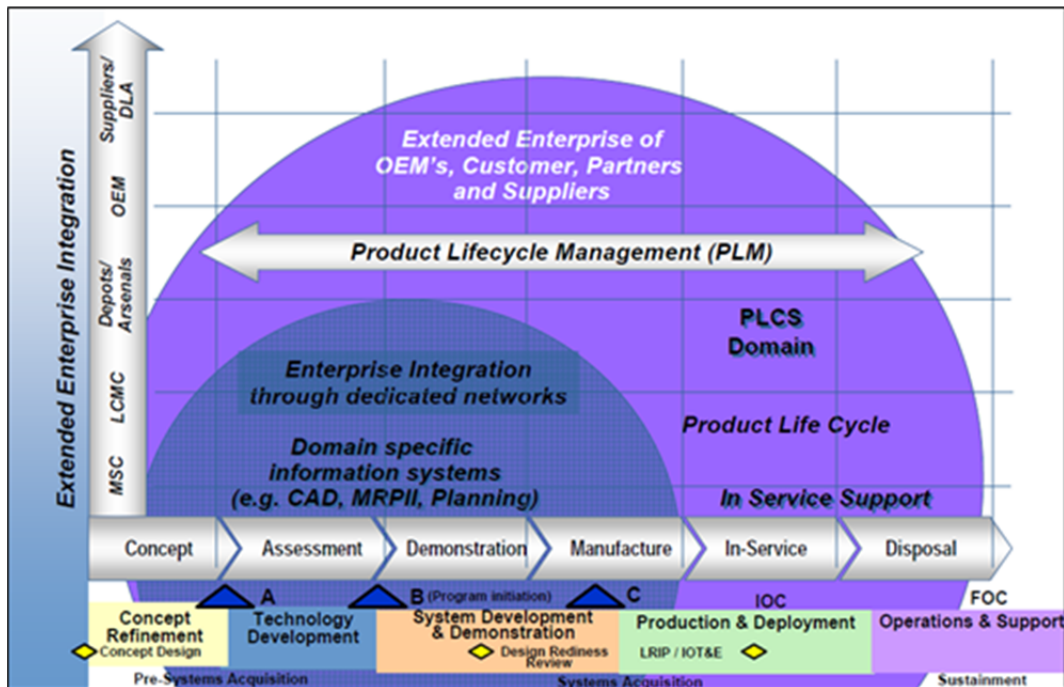 Extended Enterprise Integration
Suppliers/
DLA
OEM
Depots/
Arsenals
LCMC
MSC
Extended Enterprise of
OEM's, Customer, Partners
and Suppliers
Product Lifecycle Management (PLM)
PLCS
Domain
Enterprise Integration
through dedicated networks
Product Life Cycle
Domain specific
information systems
(e.g. CAD, MRPII, Planning)
In Service Support
Concept
Assessment
Demonstration
Manufacture
In-Service
Disposal
A
B (Program initiation)
C
IOC
FOC
Concept
Refinement
Concept Design
Technology
Development
System Development
& Demonstration
Design Rediness
Review
Production & Deployment
LRIP / IOT&E
Operations & Support
Pre-Systems Acquisition
Systems Acquisition
Sustainment